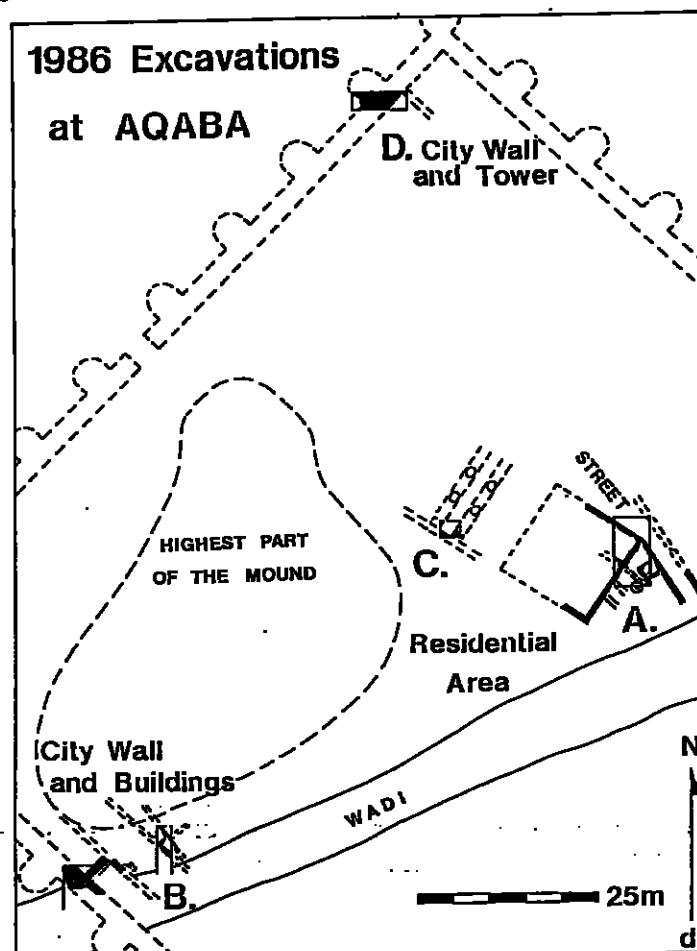 1986 Excavations
at AQABA
D. City Wall
and Tower
STREET
HIGHEST PART
OF THE MOUND
C.
A.
Residential
Area
City Wall
and Buildings
WADI
B.
N
25m
d